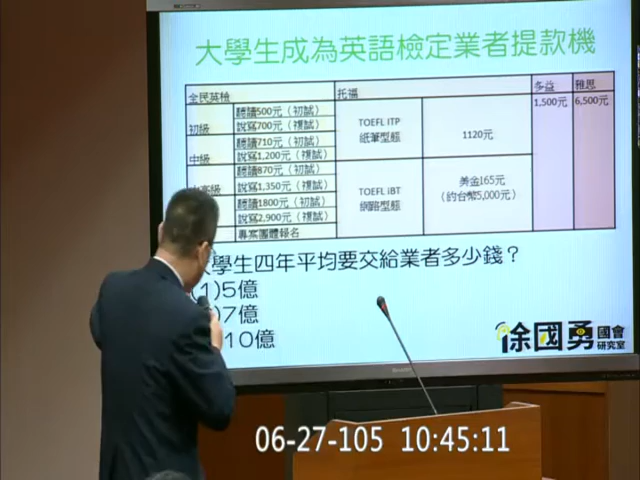 大學生成為英語檢定業者提款機
全民英檢 托福 多益 雅思
初級 聽讀500元（初試） TOEFL ITP 紙筆型態 1120元 1,500元 6,500元
說寫700元（複試）
中級 聽讀710元（初試）
說寫1,200元（複試）
高級 聽讀870元（初試） TOEFL iBT 網路型態 美金165元 (約台幣5,000元)
說寫1,350元（複試）
聽讀1800元（初試）
說寫2,900元（複試）
專案團體報名
學生四年平均要交給業者多少錢？
(1)5億
)7億
10億
徐國勇 國會研究室
06-27-105 10:45:11